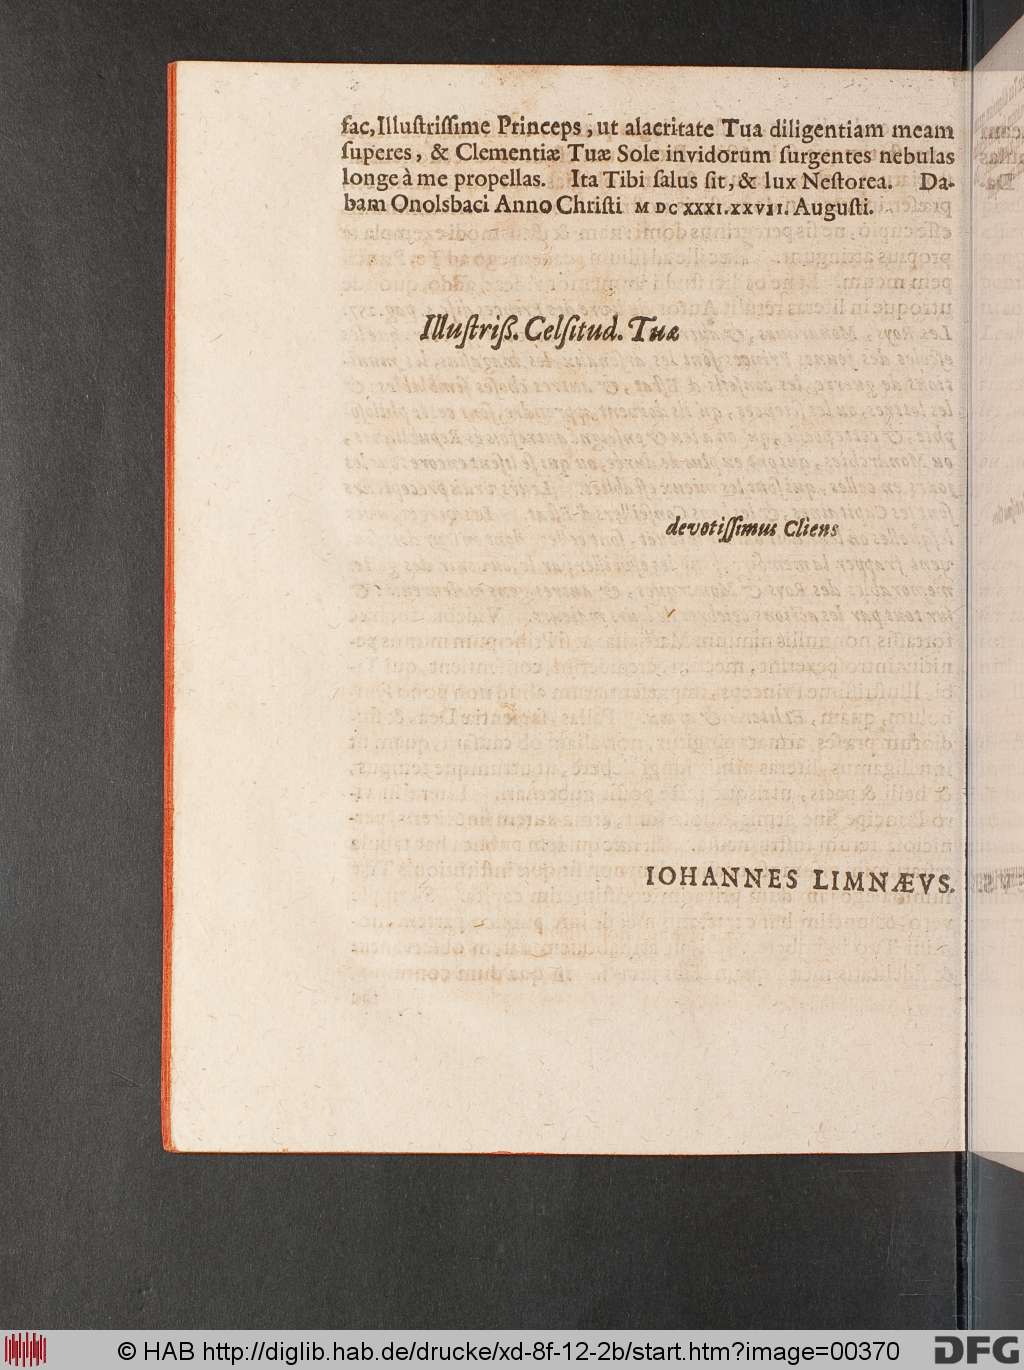 fac, Illuſtriſſime Princeps, ut alacritate Tua diligentiam meam
ſuperes, & Clementiæ Tuæ Sole invidorum ſurgentes nebulas
longe à me propellas. Ita Tibi ſalus ſit, & lux Neſtorea. Da-
bam Onolsbaci Anno Chriſti M DC XXXI. XXVII. Auguſti.
Illuſtriß. Celſitud. Tuæ
devotiſſimus Cliens
IOHANNES LIMNÆVS.
© HAB http://diglib.hab.de/drucke/xd-8f-12-2b/start.htm?image=00370
DFG